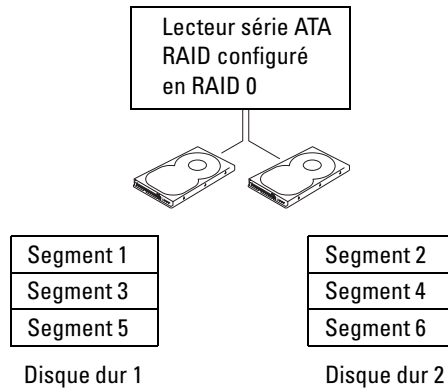 Lecteur série ATA
RAID configuré
en RAID 0
Segment 1
Segment 3
Segment 5
Disque dur 1
Segment 2
Segment 4
Segment 6
Disque dur 2